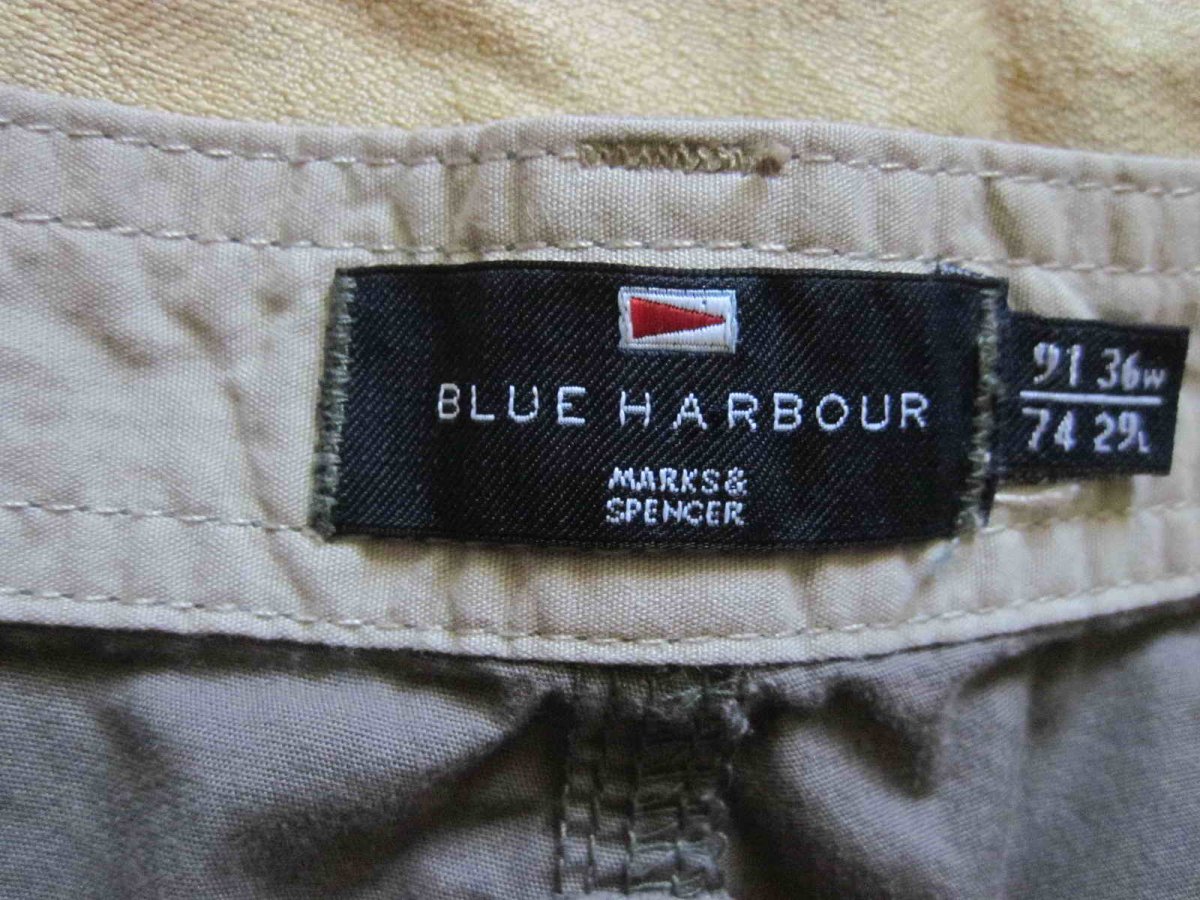 BLUE HARBOUR
MARKS &
SPENCER
91 36W
74 29L